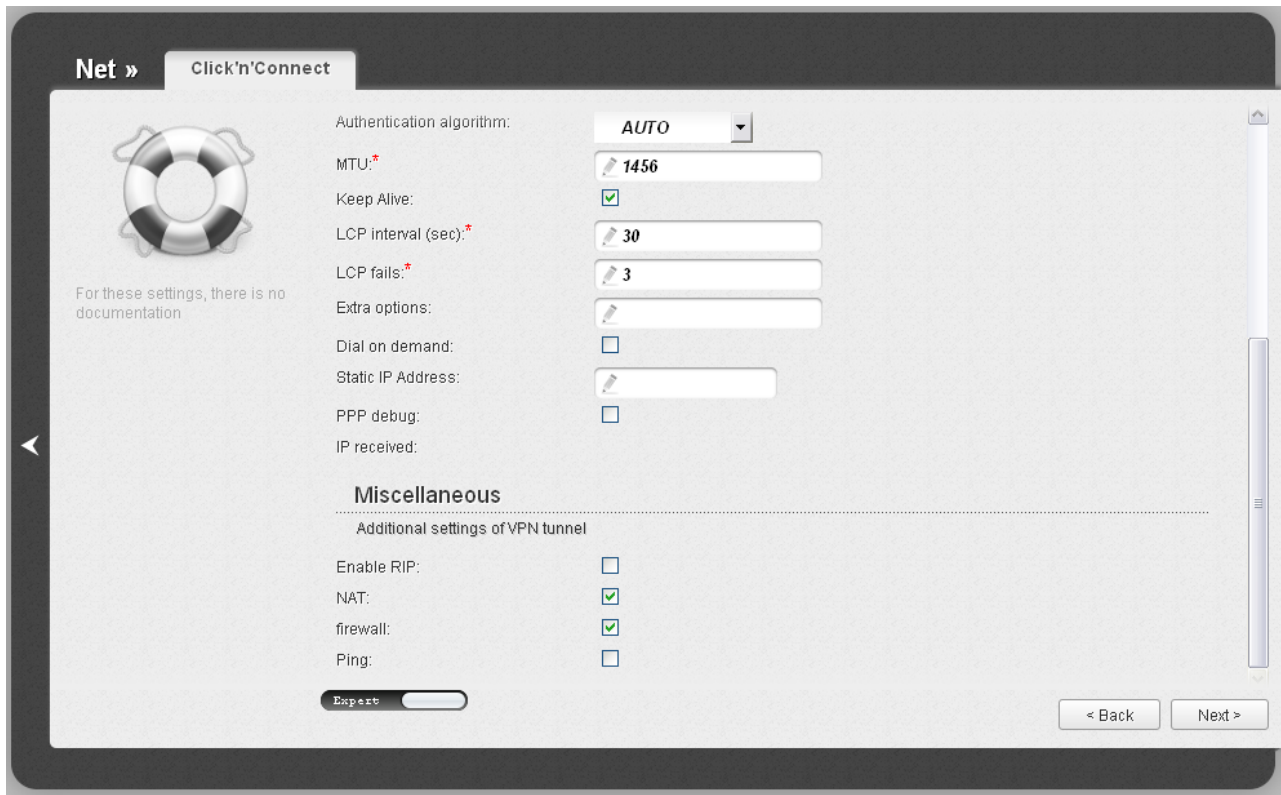 Net »
Click'n'Connect
For these settings, there is no
documentation
Authentication algorithm: AUTO
MTU:* 1456
Keep Alive:
LCP interval (sec):* 30
LCP fails:* 3
Extra options:
Dial on demand:
Static IP Address:
PPP debug:
IP received:
Miscellaneous
Additional settings of VPN tunnel
Enable RIP:
NAT:
firewall:
Ping:
Expert
< Back
Next >